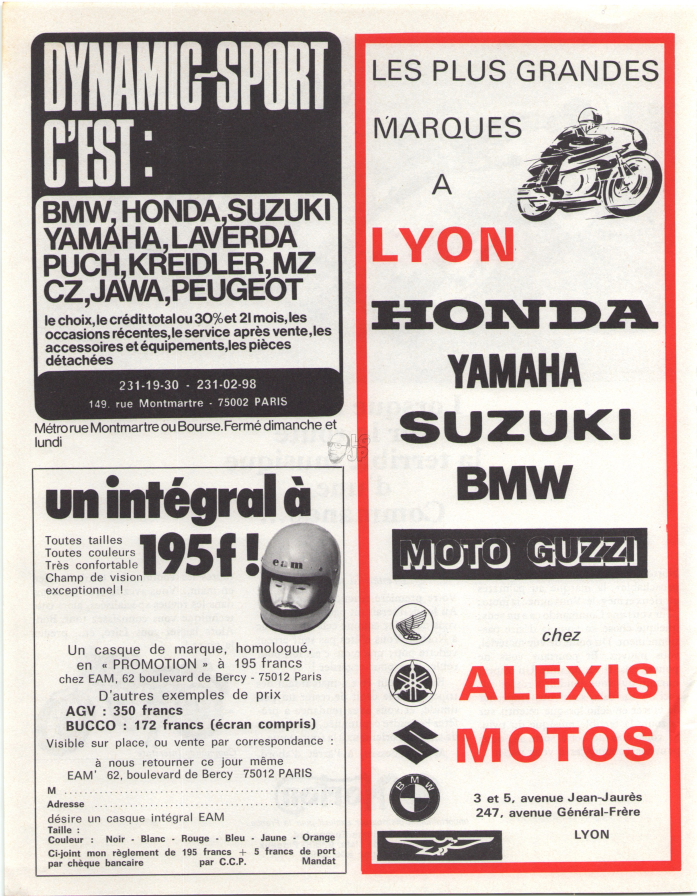 DYNAMIC-SPORT
C'EST :
BMW, HONDA,SUZUKI
YAMAHA,LAVERDA
PUCH,KREIDLER,MZ
CZ,JAWA,PEUGEOT
le choix,le crédit total ou 30% et 21 mois,les
occasions récentes,le service après vente,les
accessoires et équipements,les pièces
détachées
231-19-30 - 231-02-98
149, rue Montmartre - 75002 PARIS
Métro rue Montmartre ou Bourse. Fermé dimanche et
lundi
un intégral à
195f !
Toutes tailles
Toutes couleurs
Très confortable
Champ de vision
exceptionnel !
eam
Un casque de marque, homologué,
en « PROMOTION » à 195 francs
chez EAM, 62 boulevard de Bercy - 75012 Paris
D'autres exemples de prix
AGV : 350 francs
BUCCO : 172 francs (écran compris)
Visible sur place, ou vente par correspondance :
à nous retourner ce jour même
EAM' 62, boulevard de Bercy 75012 PARIS
M
Adresse
désire un casque intégral EAM
Taille :
Couleur : Noir - Blanc - Rouge - Bleu - Jaune - Orange
Ci-joint mon règlement de 195 francs + 5 francs de port
par chèque bancaire par C.C.P. Mandat
LES PLUS GRANDES
MARQUES
A
LYON
HONDA
YAMAHA
SUZUKI
BMW
MOTO GUZZI
chez
ALEXIS
MOTOS
BMW
3 et 5, avenue Jean-Jaurès
247, avenue Général-Frère
LYON